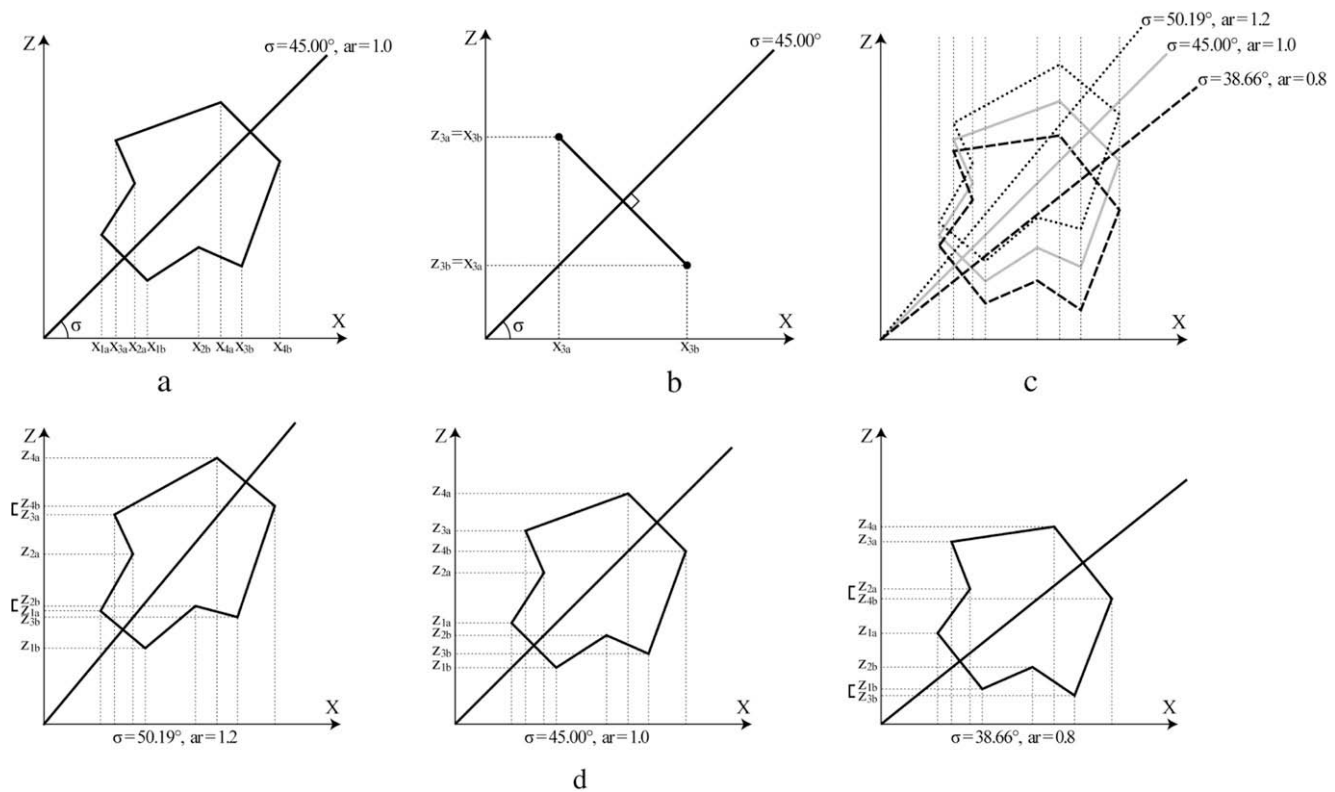 Z
σ=45.00°, ar=1.0
σ
X
x1a x3a x2a x1b x2b x4a x3b x4b
a
Z
σ=45.00°
z3a=x3b
z3b=x3a
σ
X
x3a x3b
b
Z
σ=50.19°, ar=1.2
σ=45.00°, ar=1.0
σ=38.66°, ar=0.8
X
c
Z
z4a
z4b
z3a
z2a
z2b
z1a
z3b
z1b
X
σ=50.19°, ar=1.2
Z
z4a
z3a
z4b
z2a
z1a
z2b
z3b
z1b
X
σ=45.00°, ar=1.0
Z
z4a
z3a
z2a
z4b
z1a
z2b
z1b
z3b
X
σ=38.66°, ar=0.8
d